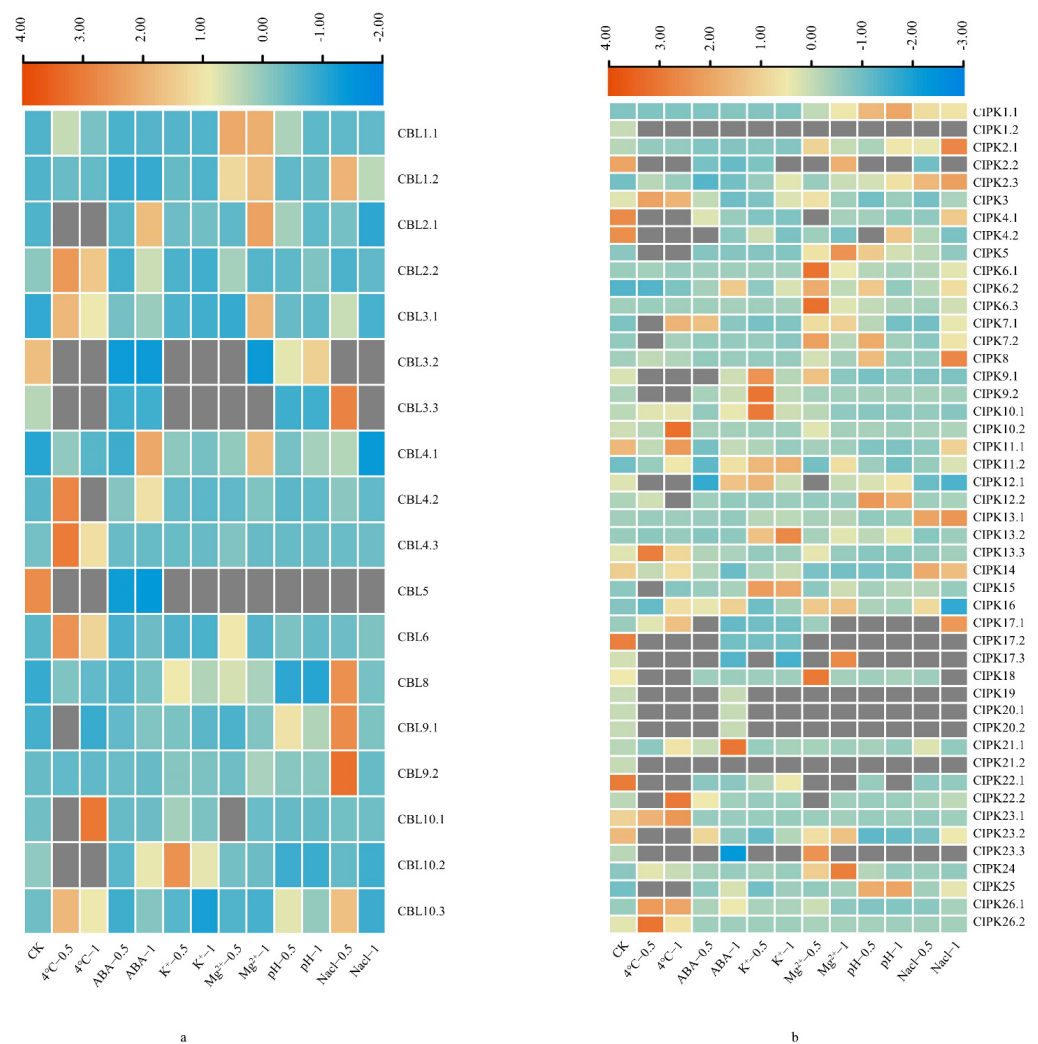 4.00 3.00 2.00 1.00 0.00 -1.00 -2.00
CBL1.1
CBL1.2
CBL2.1
CBL2.2
CBL3.1
CBL3.2
CBL3.3
CBL4.1
CBL4.2
CBL4.3
CBL5
CBL6
CBL8
CBL9.1
CBL9.2
CBL10.1
CBL10.2
CBL10.3
CK 4℃−0.5 4℃−1 ABA−0.5 ABA−1 K⁺−0.5 K⁺−1 Mg²⁺−0.5 Mg²⁺−1 pH−0.5 pH−1 Nacl−0.5 Nacl−1
a
4.00 3.00 2.00 1.00 0.00 -1.00 -2.00 -3.00
CIPK1.1
CIPK1.2
CIPK2.1
CIPK2.2
CIPK2.3
CIPK3
CIPK4.1
CIPK4.2
CIPK5
CIPK6.1
CIPK6.2
CIPK6.3
CIPK7.1
CIPK7.2
CIPK8
CIPK9.1
CIPK9.2
CIPK10.1
CIPK10.2
CIPK11.1
CIPK11.2
CIPK12.1
CIPK12.2
CIPK13.1
CIPK13.2
CIPK13.3
CIPK14
CIPK15
CIPK16
CIPK17.1
CIPK17.2
CIPK17.3
CIPK18
CIPK19
CIPK20.1
CIPK20.2
CIPK21.1
CIPK21.2
CIPK22.1
CIPK22.2
CIPK23.1
CIPK23.2
CIPK23.3
CIPK24
CIPK25
CIPK26.1
CIPK26.2
CK 4℃−0.5 4℃−1 ABA−0.5 ABA−1 K⁺−0.5 K⁺−1 Mg²⁺−0.5 Mg²⁺−1 pH−0.5 pH−1 Nacl−0.5 Nacl−1
b